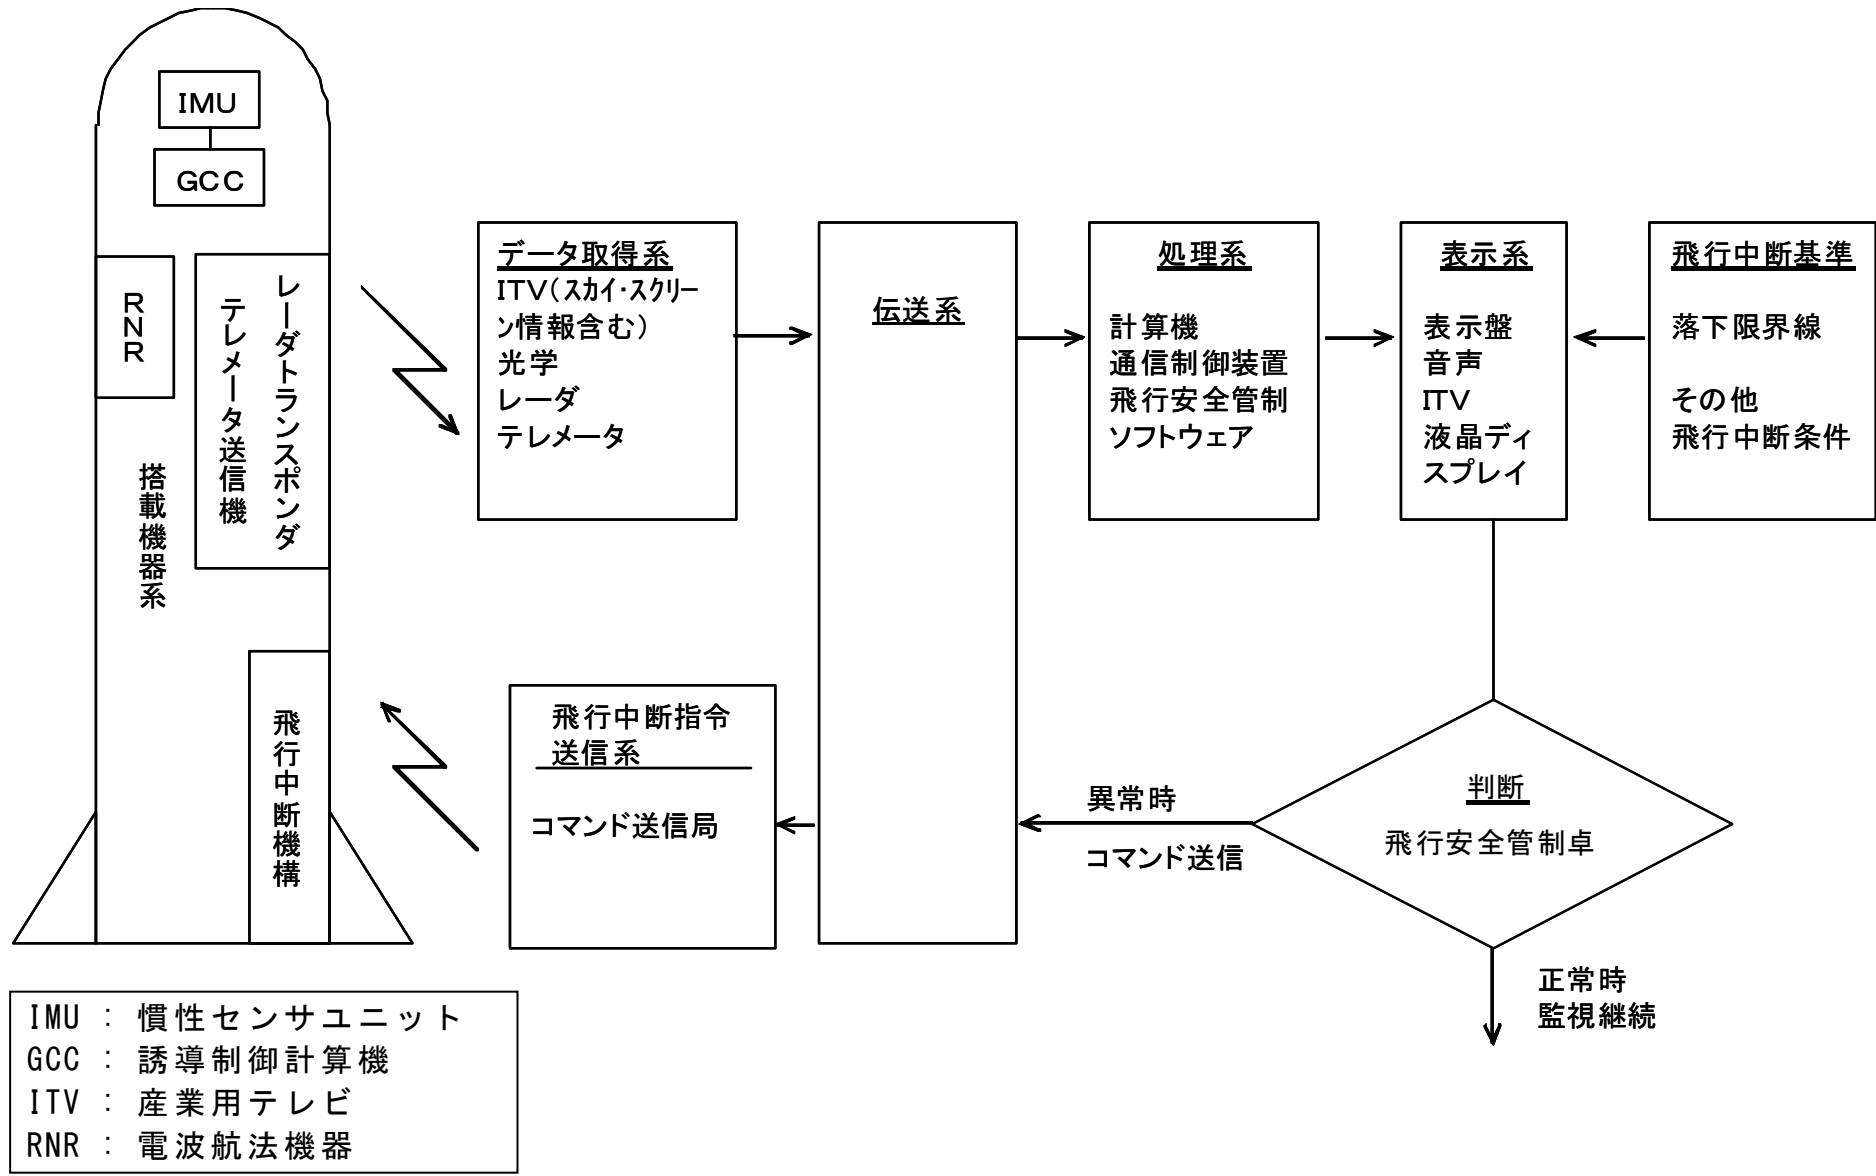 IMU
GCC
RNR
レーダトランスポンダ
テレメータ送信機
搭載機器系
飛行中断機構
データ取得系
ITV（スカイ･スクリー
ン情報含む）
光学
レーダ
テレメータ
伝送系
処理系
計算機
通信制御装置
飛行安全管制
ソフトウェア
表示系
表示盤
音声
ITV
液晶ディ
スプレイ
飛行中断基準
落下限界線
その他
飛行中断条件
飛行中断指令
送信系
コマンド送信局
異常時
コマンド送信
判断
飛行安全管制卓
正常時
監視継続
IMU : 慣性センサユニット
GCC : 誘導制御計算機
ITV : 産業用テレビ
RNR : 電波航法機器